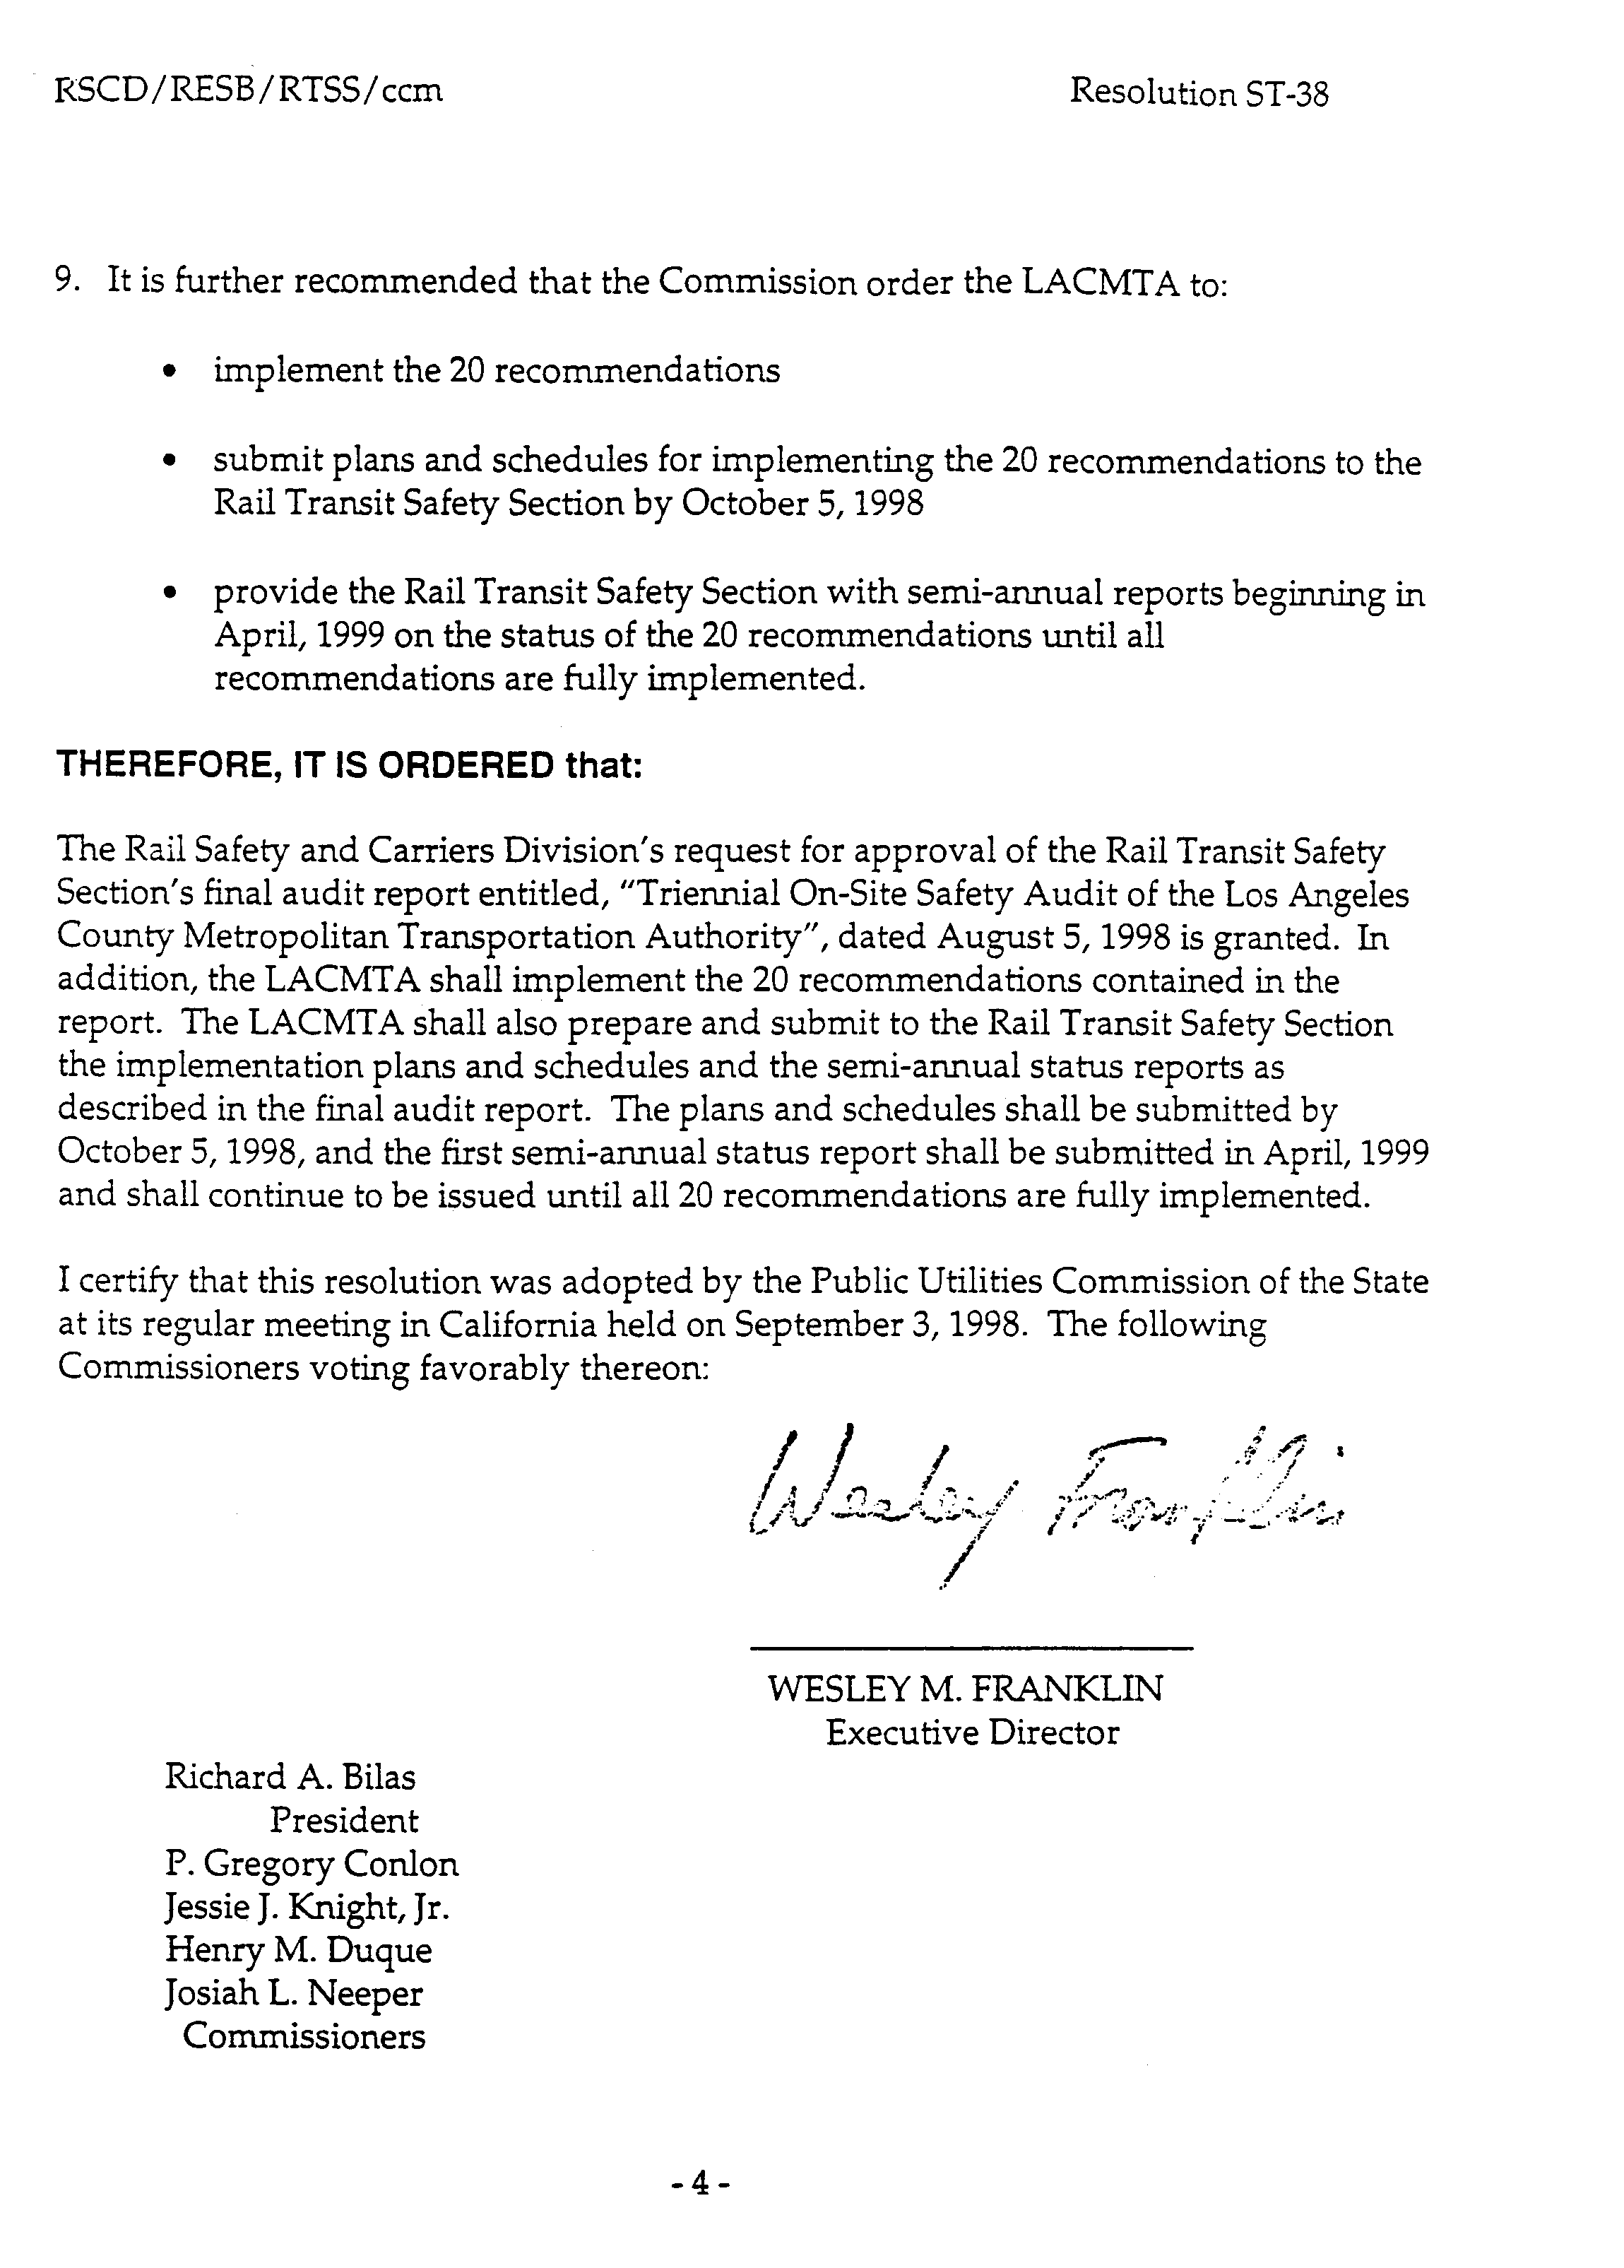 RSCD/RESB/RTSS/ccm
Resolution ST-38
9. It is further recommended that the Commission order the LACMTA to:
• implement the 20 recommendations
• submit plans and schedules for implementing the 20 recommendations to the
Rail Transit Safety Section by October 5, 1998
• provide the Rail Transit Safety Section with semi-annual reports beginning in
April, 1999 on the status of the 20 recommendations until all
recommendations are fully implemented.
THEREFORE, IT IS ORDERED that:
The Rail Safety and Carriers Division's request for approval of the Rail Transit Safety
Section's final audit report entitled, "Triennial On-Site Safety Audit of the Los Angeles
County Metropolitan Transportation Authority", dated August 5, 1998 is granted. In
addition, the LACMTA shall implement the 20 recommendations contained in the
report. The LACMTA shall also prepare and submit to the Rail Transit Safety Section
the implementation plans and schedules and the semi-annual status reports as
described in the final audit report. The plans and schedules shall be submitted by
October 5, 1998, and the first semi-annual status report shall be submitted in April, 1999
and shall continue to be issued until all 20 recommendations are fully implemented.
I certify that this resolution was adopted by the Public Utilities Commission of the State
at its regular meeting in California held on September 3, 1998. The following
Commissioners voting favorably thereon:
Wesley Franklin
WESLEY M. FRANKLIN
Executive Director
Richard A. Bilas
President
P. Gregory Conlon
Jessie J. Knight, Jr.
Henry M. Duque
Josiah L. Neeper
Commissioners
- 4 -